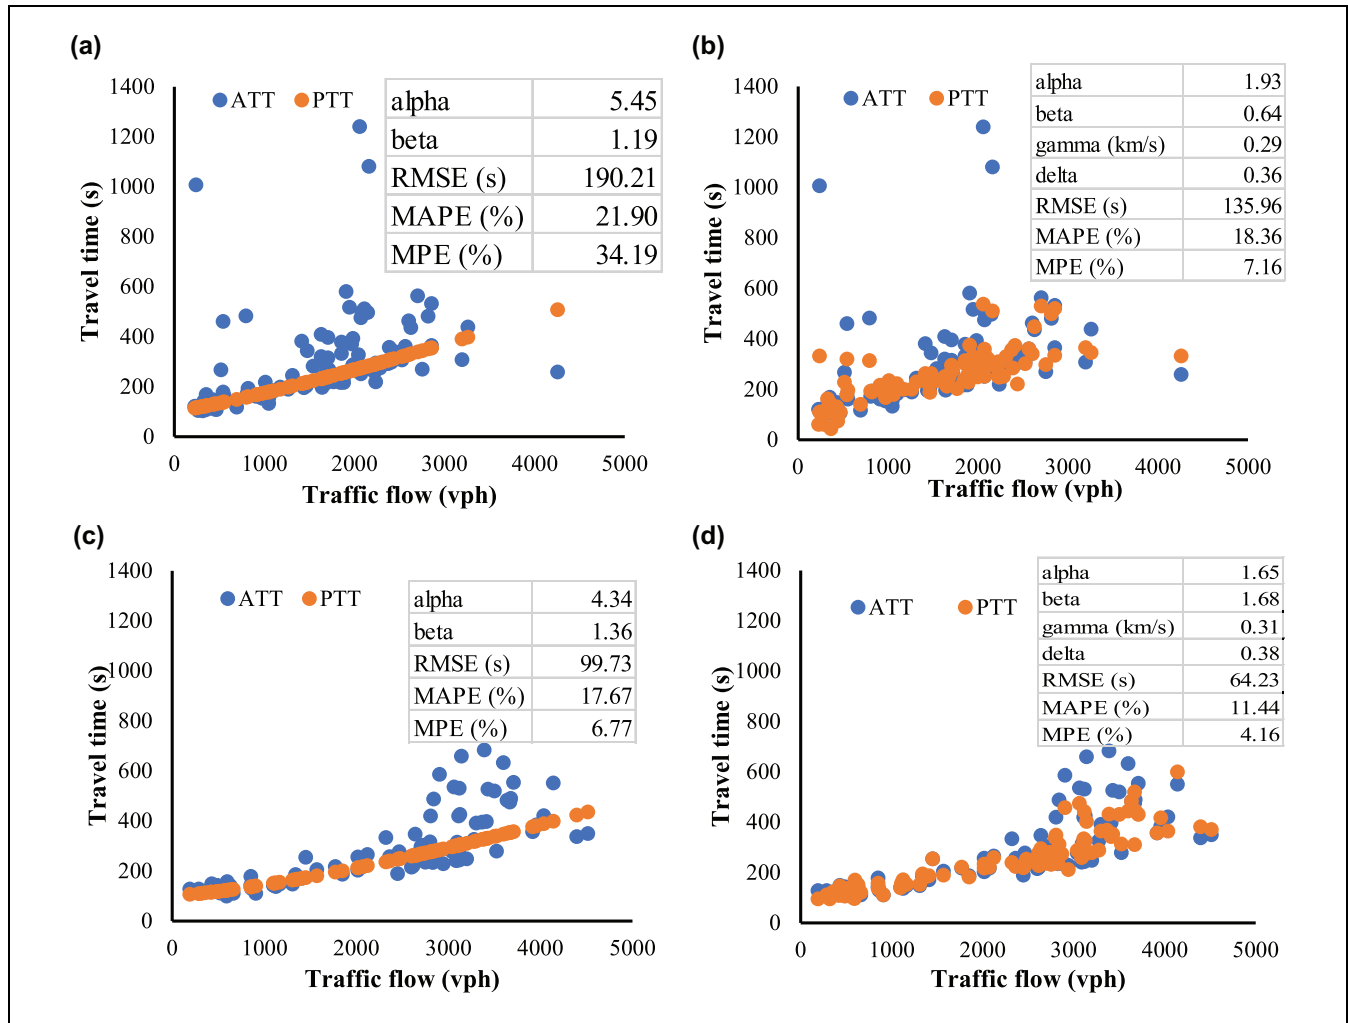 (a)
1400
1200
1000
800
600
400
200
0
Travel time (s)
ATT PTT
alpha 5.45
beta 1.19
RMSE (s) 190.21
MAPE (%) 21.90
MPE (%) 34.19
0 1000 2000 3000 4000 5000
Traffic flow (vph)
(b)
1400
1200
1000
800
600
400
200
0
Travel time (s)
ATT PTT
alpha 1.93
beta 0.64
gamma (km/s) 0.29
delta 0.36
RMSE (s) 135.96
MAPE (%) 18.36
MPE (%) 7.16
0 1000 2000 3000 4000 5000
Traffic flow (vph)
(c)
1400
1200
1000
800
600
400
200
0
Travel time (s)
ATT PTT
alpha 4.34
beta 1.36
RMSE (s) 99.73
MAPE (%) 17.67
MPE (%) 6.77
0 1000 2000 3000 4000 5000
Traffic flow (vph)
(d)
1400
1200
1000
800
600
400
200
0
Travel time (s)
ATT PTT
alpha 1.65
beta 1.68
gamma (km/s) 0.31
delta 0.38
RMSE (s) 64.23
MAPE (%) 11.44
MPE (%) 4.16
0 1000 2000 3000 4000 5000
Traffic flow (vph)